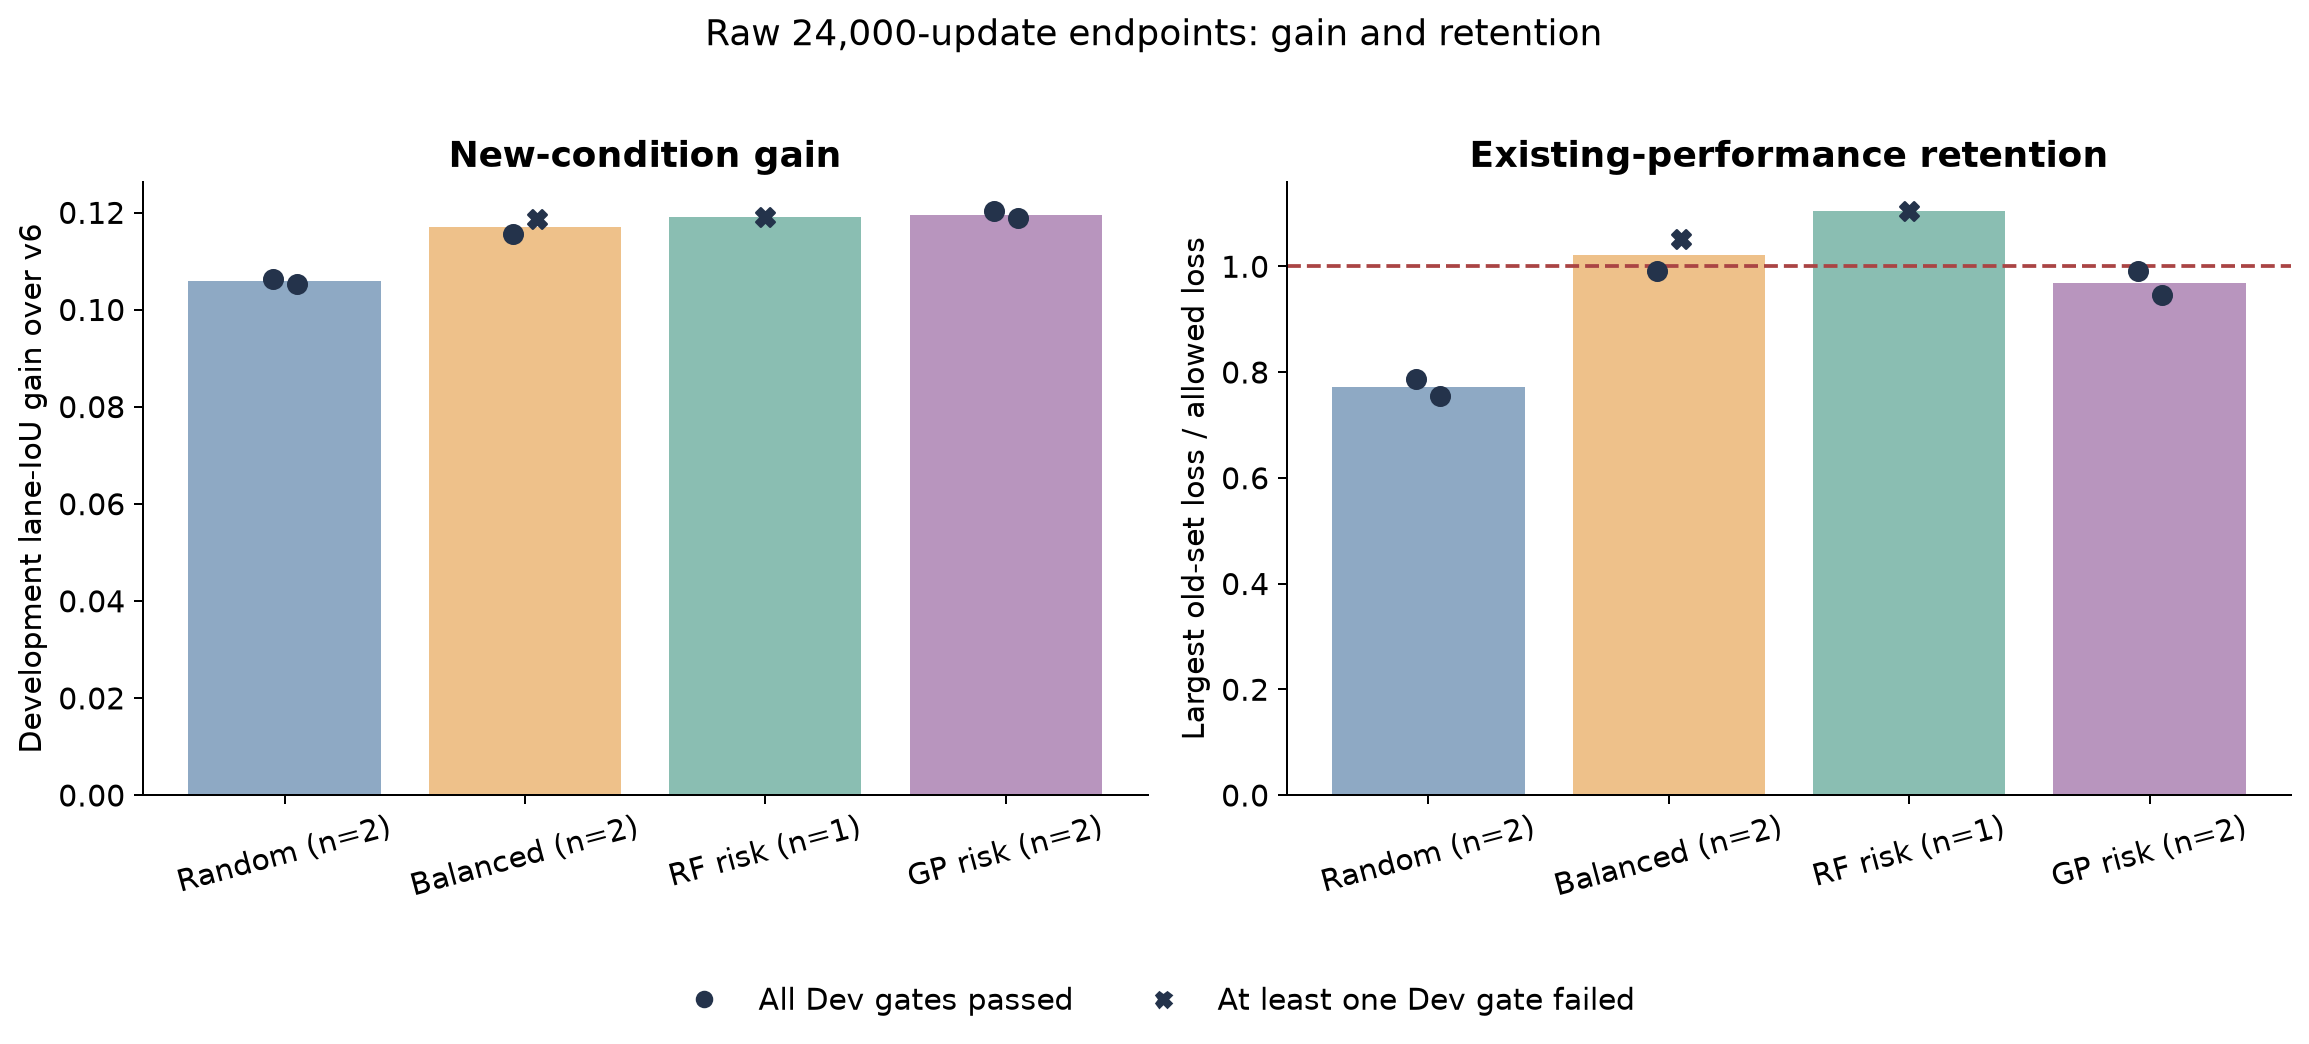 Raw 24,000-update endpoints: gain and retention
New-condition gain
Development lane-IoU gain over v6
0.12
0.10
0.08
0.06
0.04
0.02
0.00
Random (n=2)
Balanced (n=2)
RF risk (n=1)
GP risk (n=2)
Existing-performance retention
Largest old-set loss / allowed loss
1.0
0.8
0.6
0.4
0.2
0.0
Random (n=2)
Balanced (n=2)
RF risk (n=1)
GP risk (n=2)
All Dev gates passed
At least one Dev gate failed